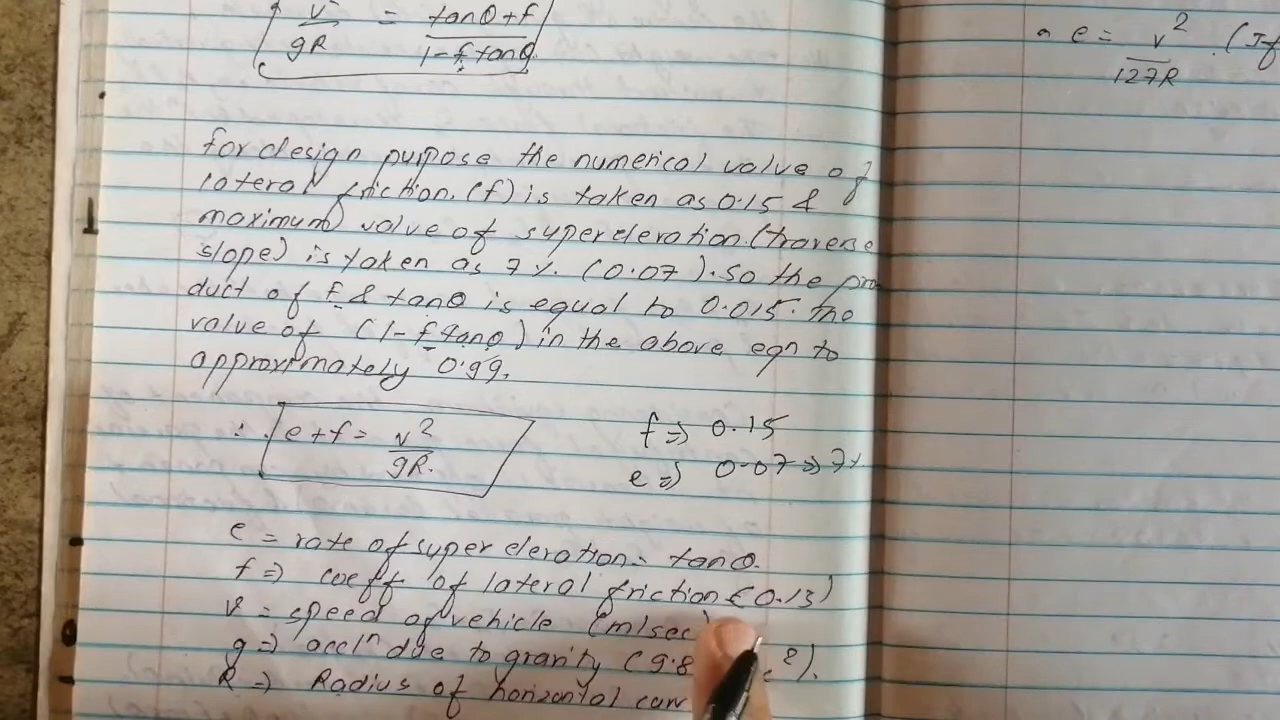 v² / gR = tanθ+f / 1-f tanθ
e = v² / 127R . (If
for design purpose the numerical value of
lateral friction. (f) is taken as 0.15 &
maximum value of superelevation (traverse
slope) is taken as 7%. (0.07). so the pro
duct of f & tanθ is equal to 0.015. The
value of (1-f tanθ) in the above eqn to
approximately 0.99.
∴ e+f = v² / gR.
f ⇒ 0.15
e ⇒ 0.07 ⇒ 7%
e = rate of super elevation = tanθ.
f ⇒ coeff of lateral friction (0.15)
v = speed of vehicle (m/sec)
g ⇒ accln due to gravity (9.8
R ⇒ Radius of horizontal curv